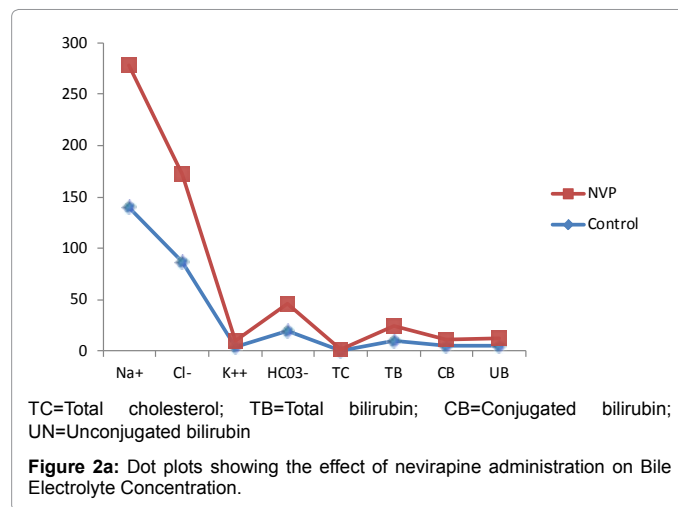 300
250
200
150
100
50
0
NVP
Control
Na+ Cl- K++ HC03- TC TB CB UB
TC=Total cholesterol; TB=Total bilirubin; CB=Conjugated bilirubin;
UN=Unconjugated bilirubin
Figure 2a: Dot plots showing the effect of nevirapine administration on Bile
Electrolyte Concentration.